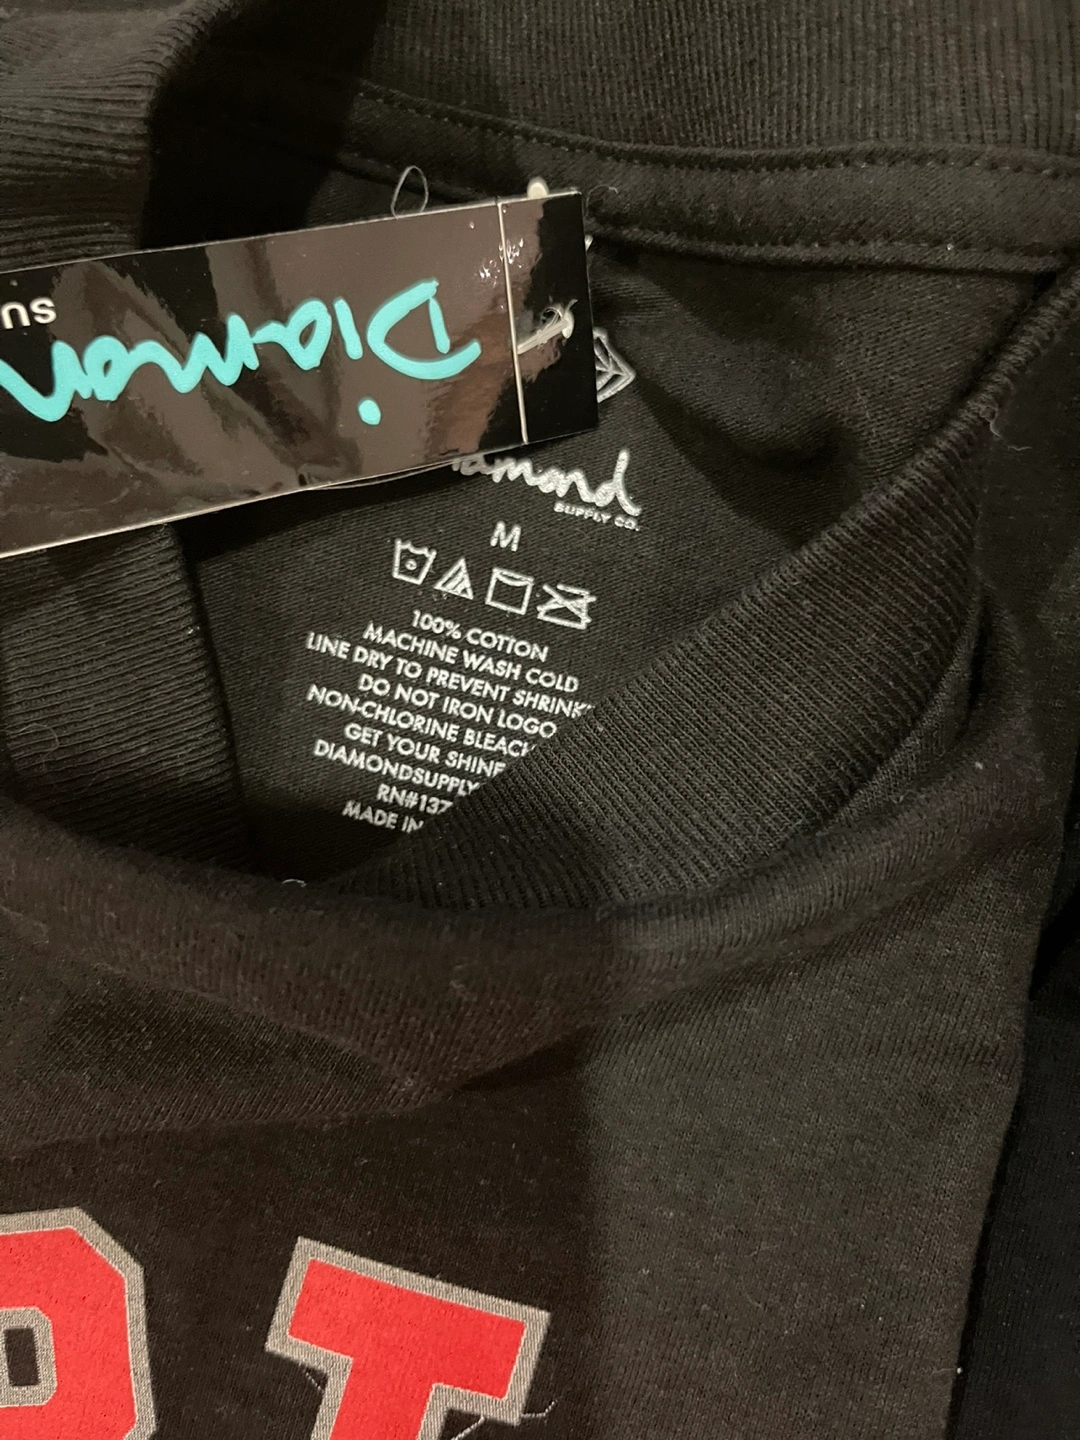 ns
Diamon
amond
SUPPLY CO.
M
100% COTTON
MACHINE WASH COLD
LINE DRY TO PREVENT SHRINK
DO NOT IRON LOGO
NON-CHLORINE BLEACH
GET YOUR SHINE
DIAMONDSUPPLY
RN#137
MADE IN